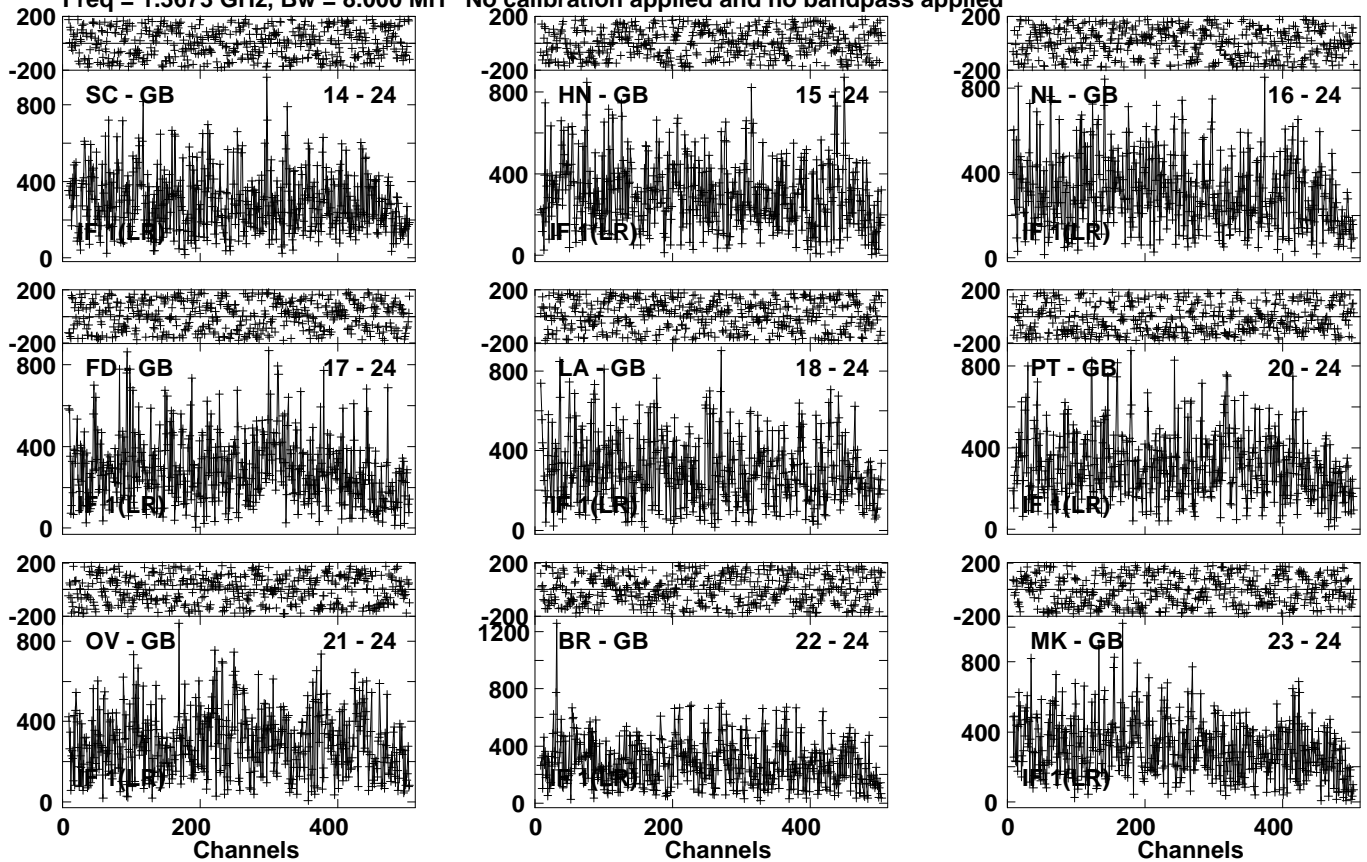 Freq = 1.5675 GHz, Bw = 8.000 MH No calibration applied and no bandpass applied
200
-200
800
400
0
SC - GB
14 - 24
IF 1(LR)
200
-200
800
400
0
HN - GB
15 - 24
IF 1(LR)
200
-200
800
400
0
NL - GB
16 - 24
IF 1(LR)
200
-200
800
400
0
FD - GB
17 - 24
IF 1(LR)
200
-200
800
400
0
LA - GB
18 - 24
IF 1(LR)
200
-200
800
400
0
PT - GB
20 - 24
IF 1(LR)
200
-200
800
400
0
OV - GB
21 - 24
IF 1(LR)
0 200 400
Channels
200
-200
1200
800
400
0
BR - GB
22 - 24
IF 1(LR)
0 200 400
Channels
200
-200
800
400
0
MK - GB
23 - 24
IF 1(LR)
0 200 400
Channels